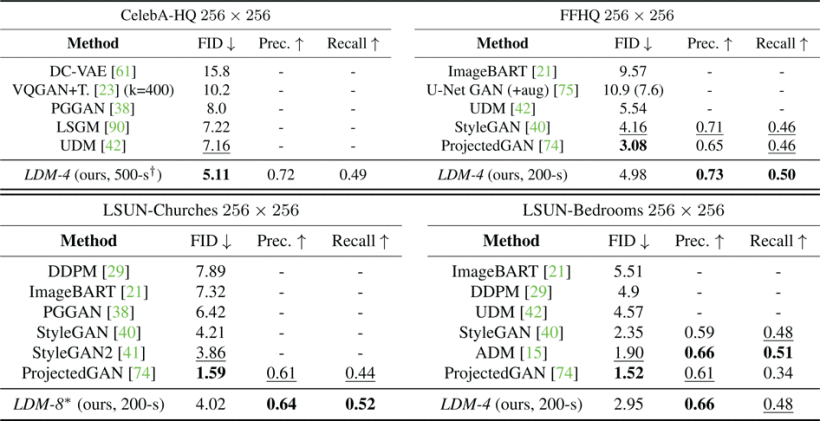 CelebA-HQ 256 × 256
Method FID ↓ Prec. ↑ Recall ↑
DC-VAE [61] 15.8 - -
VQGAN+T. [23] (k=400) 10.2 - -
PGGAN [38] 8.0 - -
LSGM [90] 7.22 - -
UDM [42] 7.16 - -
LDM-4 (ours, 500-s†) 5.11 0.72 0.49
FFHQ 256 × 256
Method FID ↓ Prec. ↑ Recall ↑
ImageBART [21] 9.57 - -
U-Net GAN (+aug) [75] 10.9 (7.6) - -
UDM [42] 5.54 - -
StyleGAN [40] 4.16 0.71 0.46
ProjectedGAN [74] 3.08 0.65 0.46
LDM-4 (ours, 200-s) 4.98 0.73 0.50
LSUN-Churches 256 × 256
Method FID ↓ Prec. ↑ Recall ↑
DDPM [29] 7.89 - -
ImageBART [21] 7.32 - -
PGGAN [38] 6.42 - -
StyleGAN [40] 4.21 - -
StyleGAN2 [41] 3.86 - -
ProjectedGAN [74] 1.59 0.61 0.44
LDM-8* (ours, 200-s) 4.02 0.64 0.52
LSUN-Bedrooms 256 × 256
Method FID ↓ Prec. ↑ Recall ↑
ImageBART [21] 5.51 - -
DDPM [29] 4.9 - -
UDM [42] 4.57 - -
StyleGAN [40] 2.35 0.59 0.48
ADM [15] 1.90 0.66 0.51
ProjectedGAN [74] 1.52 0.61 0.34
LDM-4 (ours, 200-s) 2.95 0.66 0.48